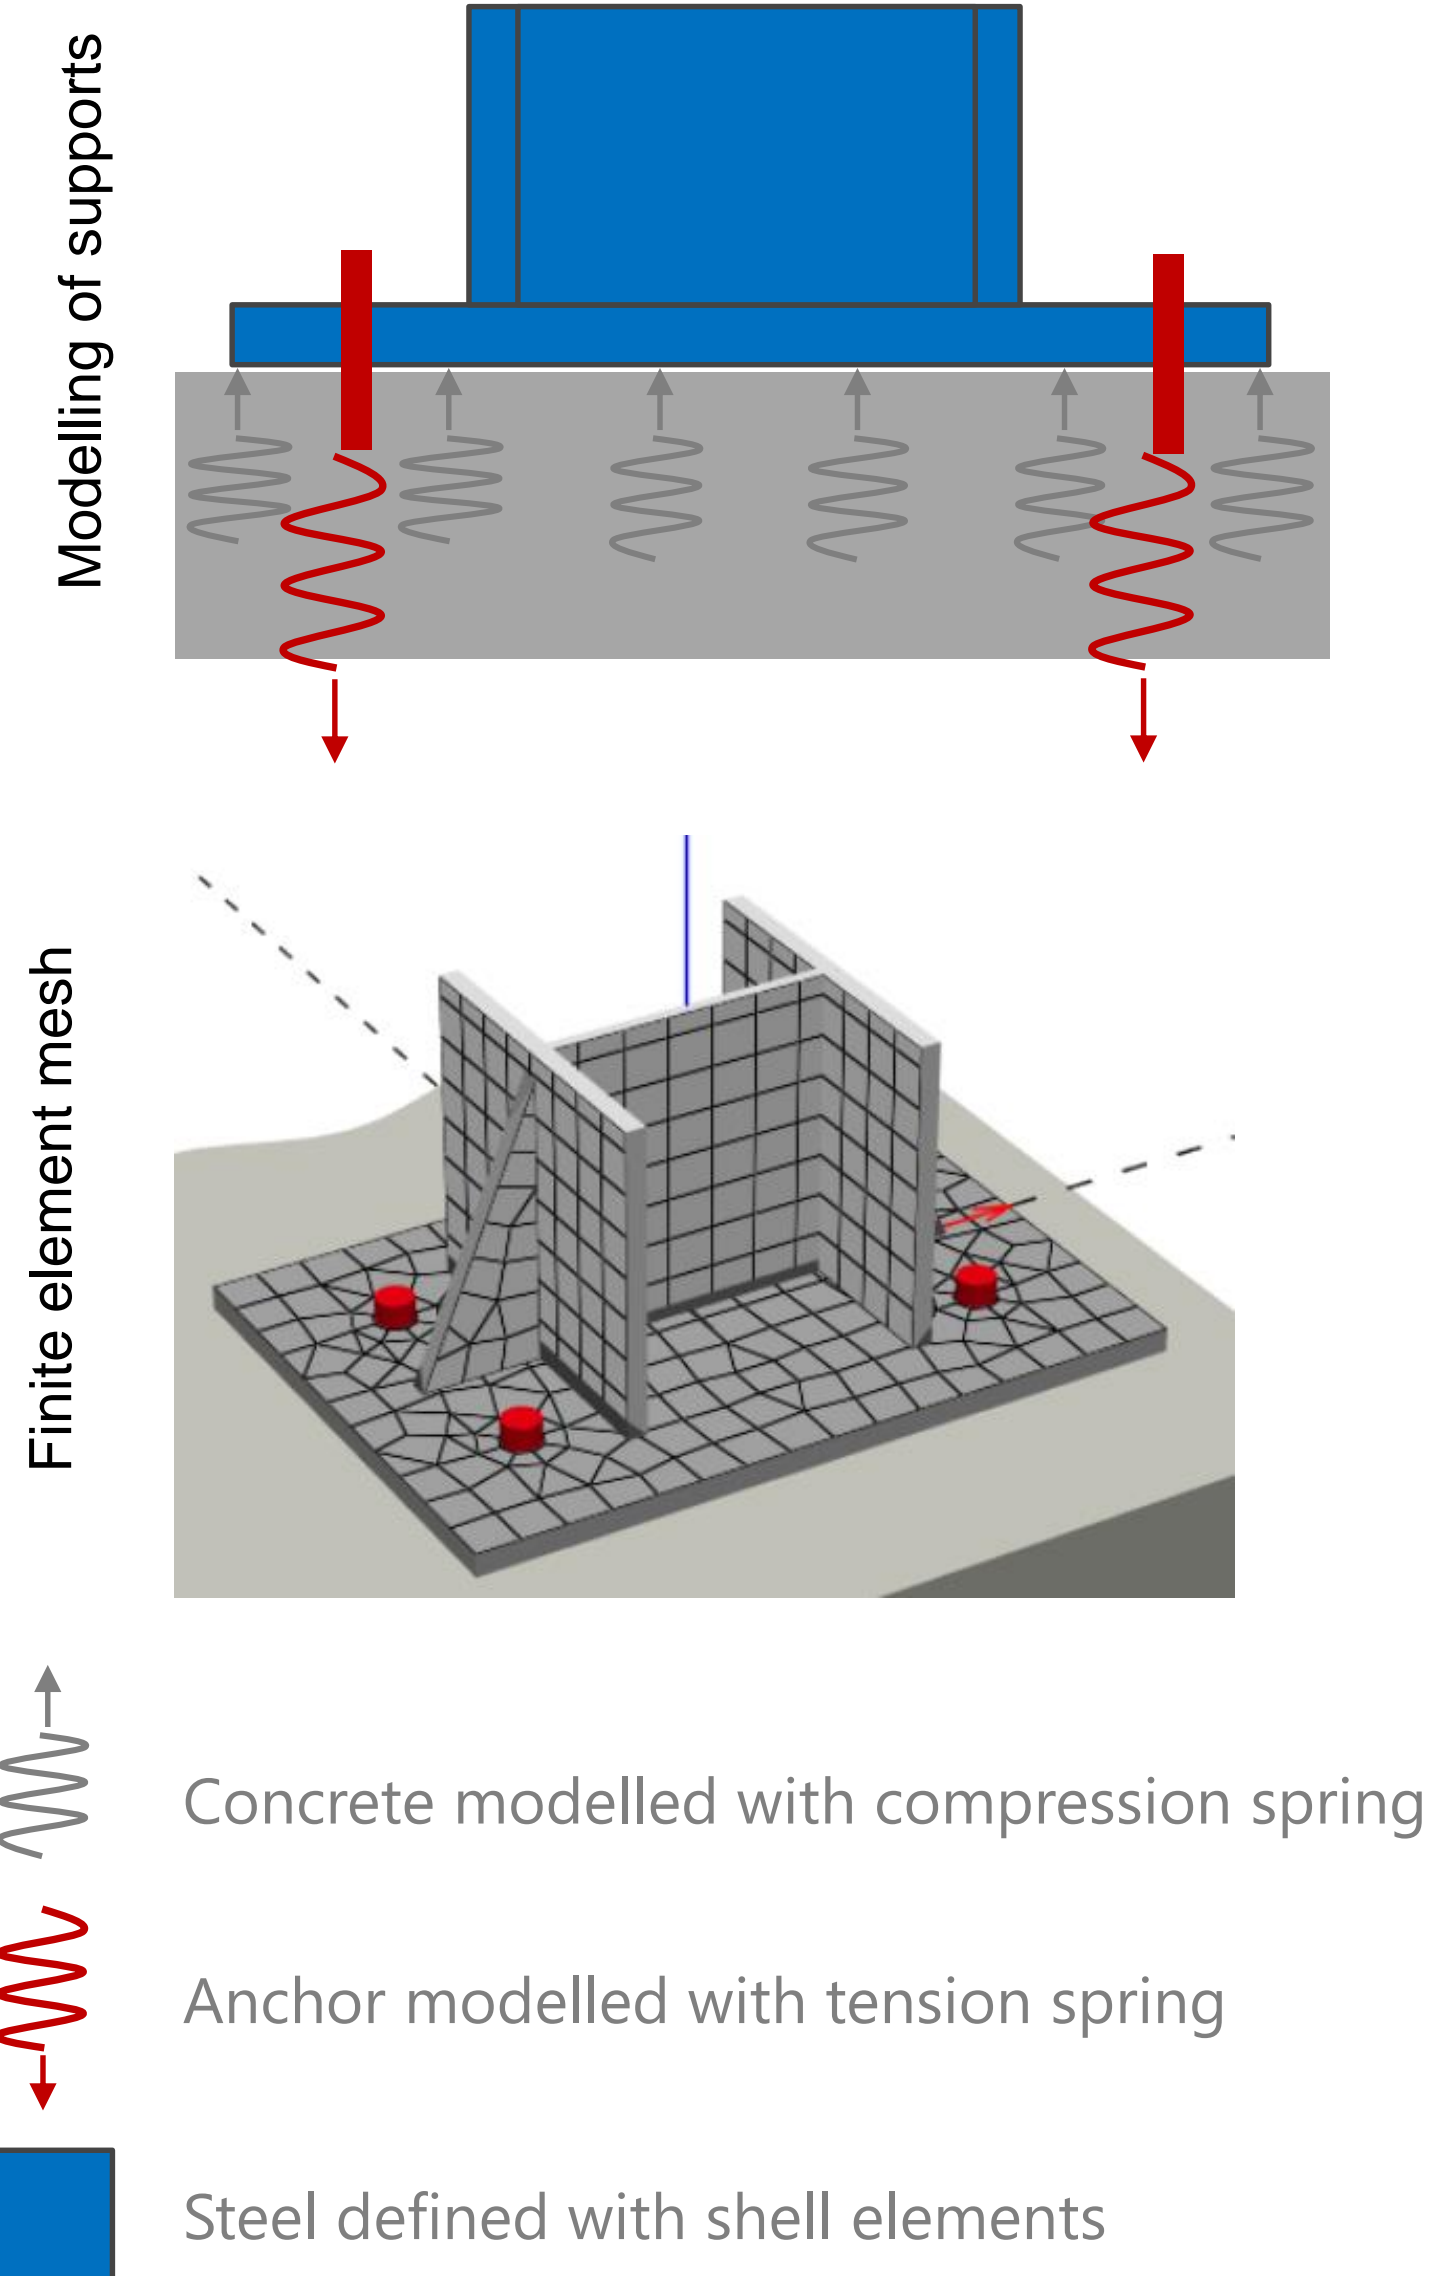 Modelling of supports
Finite element mesh
Concrete modelled with compression spring
Anchor modelled with tension spring
Steel defined with shell elements